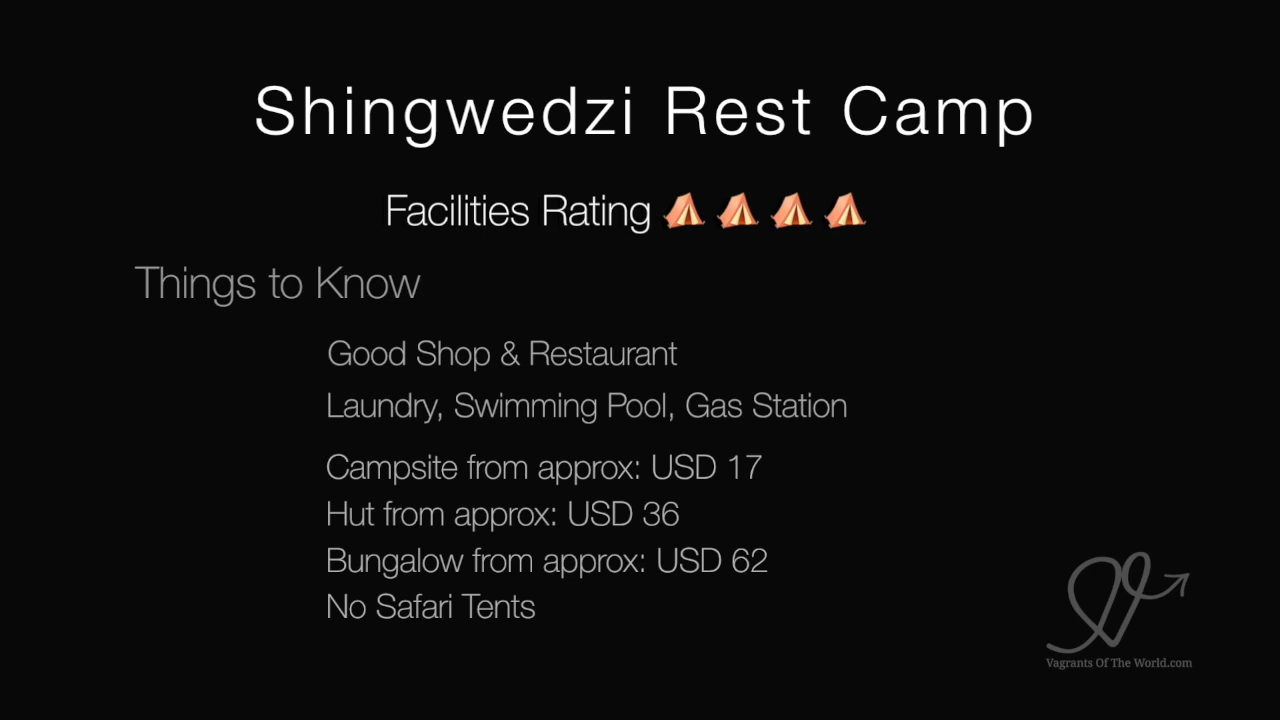 Shingwedzi Rest Camp
Facilities Rating ⛺⛺⛺⛺
Things to Know
Good Shop & Restaurant
Laundry, Swimming Pool, Gas Station
Campsite from approx: USD 17
Hut from approx: USD 36
Bungalow from approx: USD 62
No Safari Tents
Vagrants Of The World.com